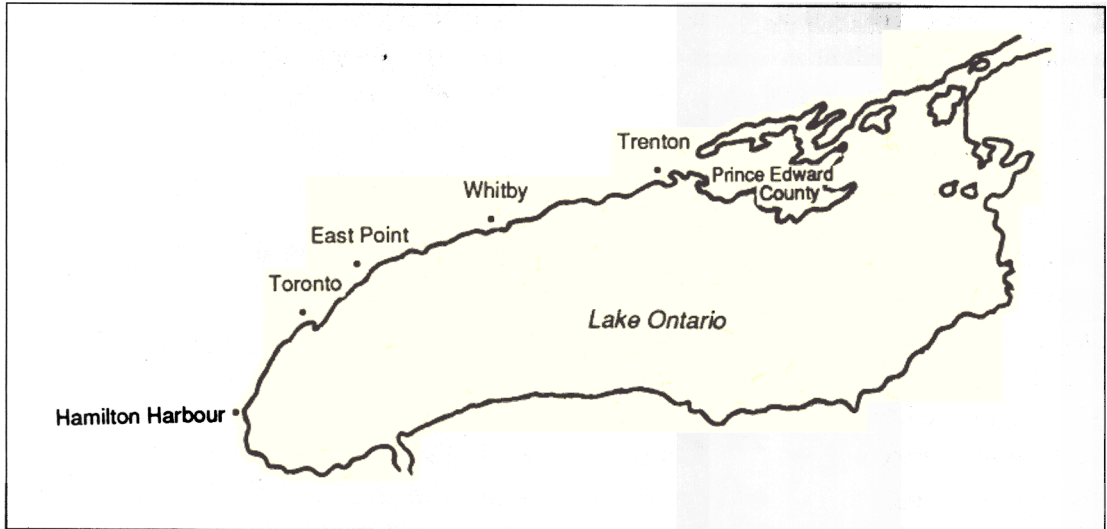 Trenton
Prince Edward
County
Whitby
East Point
Toronto
Lake Ontario
Hamilton Harbour